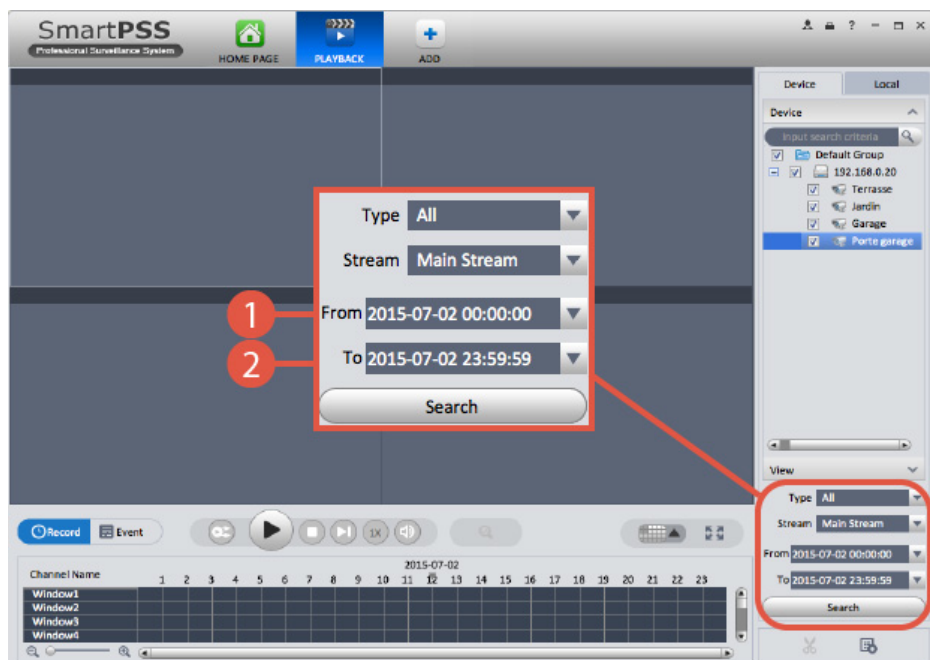 SmartPSS
Professional Surveillance System
HOME PAGE
PLAYBACK
ADD
?
Device
Local
Device
Input search criteria
Default Group
192.168.0.20
Terrasse
Jardin
Garage
Porte garage
Type All
Stream Main Stream
1 From 2015-07-02 00:00:00
2 To 2015-07-02 23:59:59
Search
View
Type All
Stream Main Stream
From 2015-07-02 00:00:00
To 2015-07-02 23:59:59
Search
Record
Event
1X
2015-07-02
Channel Name 1 2 3 4 5 6 7 8 9 10 11 12 13 14 15 16 17 18 19 20 21 22 23
Window1
Window2
Window3
Window4